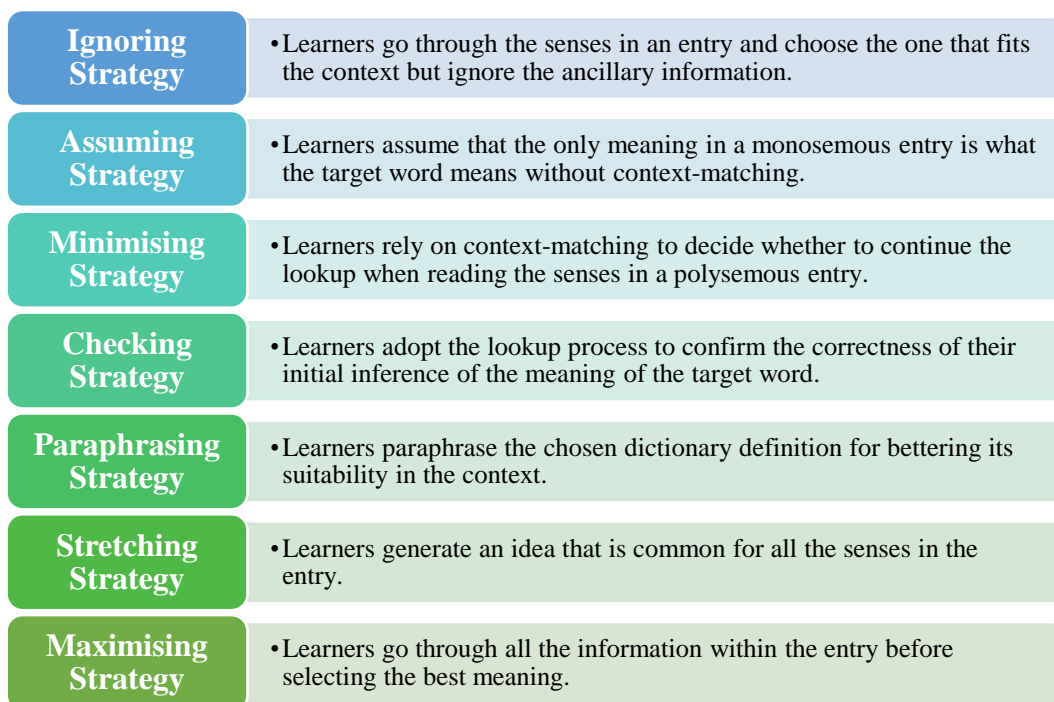 Ignoring
Strategy
•Learners go through the senses in an entry and choose the one that fits
the context but ignore the ancillary information.
Assuming
Strategy
•Learners assume that the only meaning in a monosemous entry is what
the target word means without context-matching.
Minimising
Strategy
•Learners rely on context-matching to decide whether to continue the
lookup when reading the senses in a polysemous entry.
Checking
Strategy
•Learners adopt the lookup process to confirm the correctness of their
initial inference of the meaning of the target word.
Paraphrasing
Strategy
•Learners paraphrase the chosen dictionary definition for bettering its
suitability in the context.
Stretching
Strategy
•Learners generate an idea that is common for all the senses in the
entry.
Maximising
Strategy
•Learners go through all the information within the entry before
selecting the best meaning.